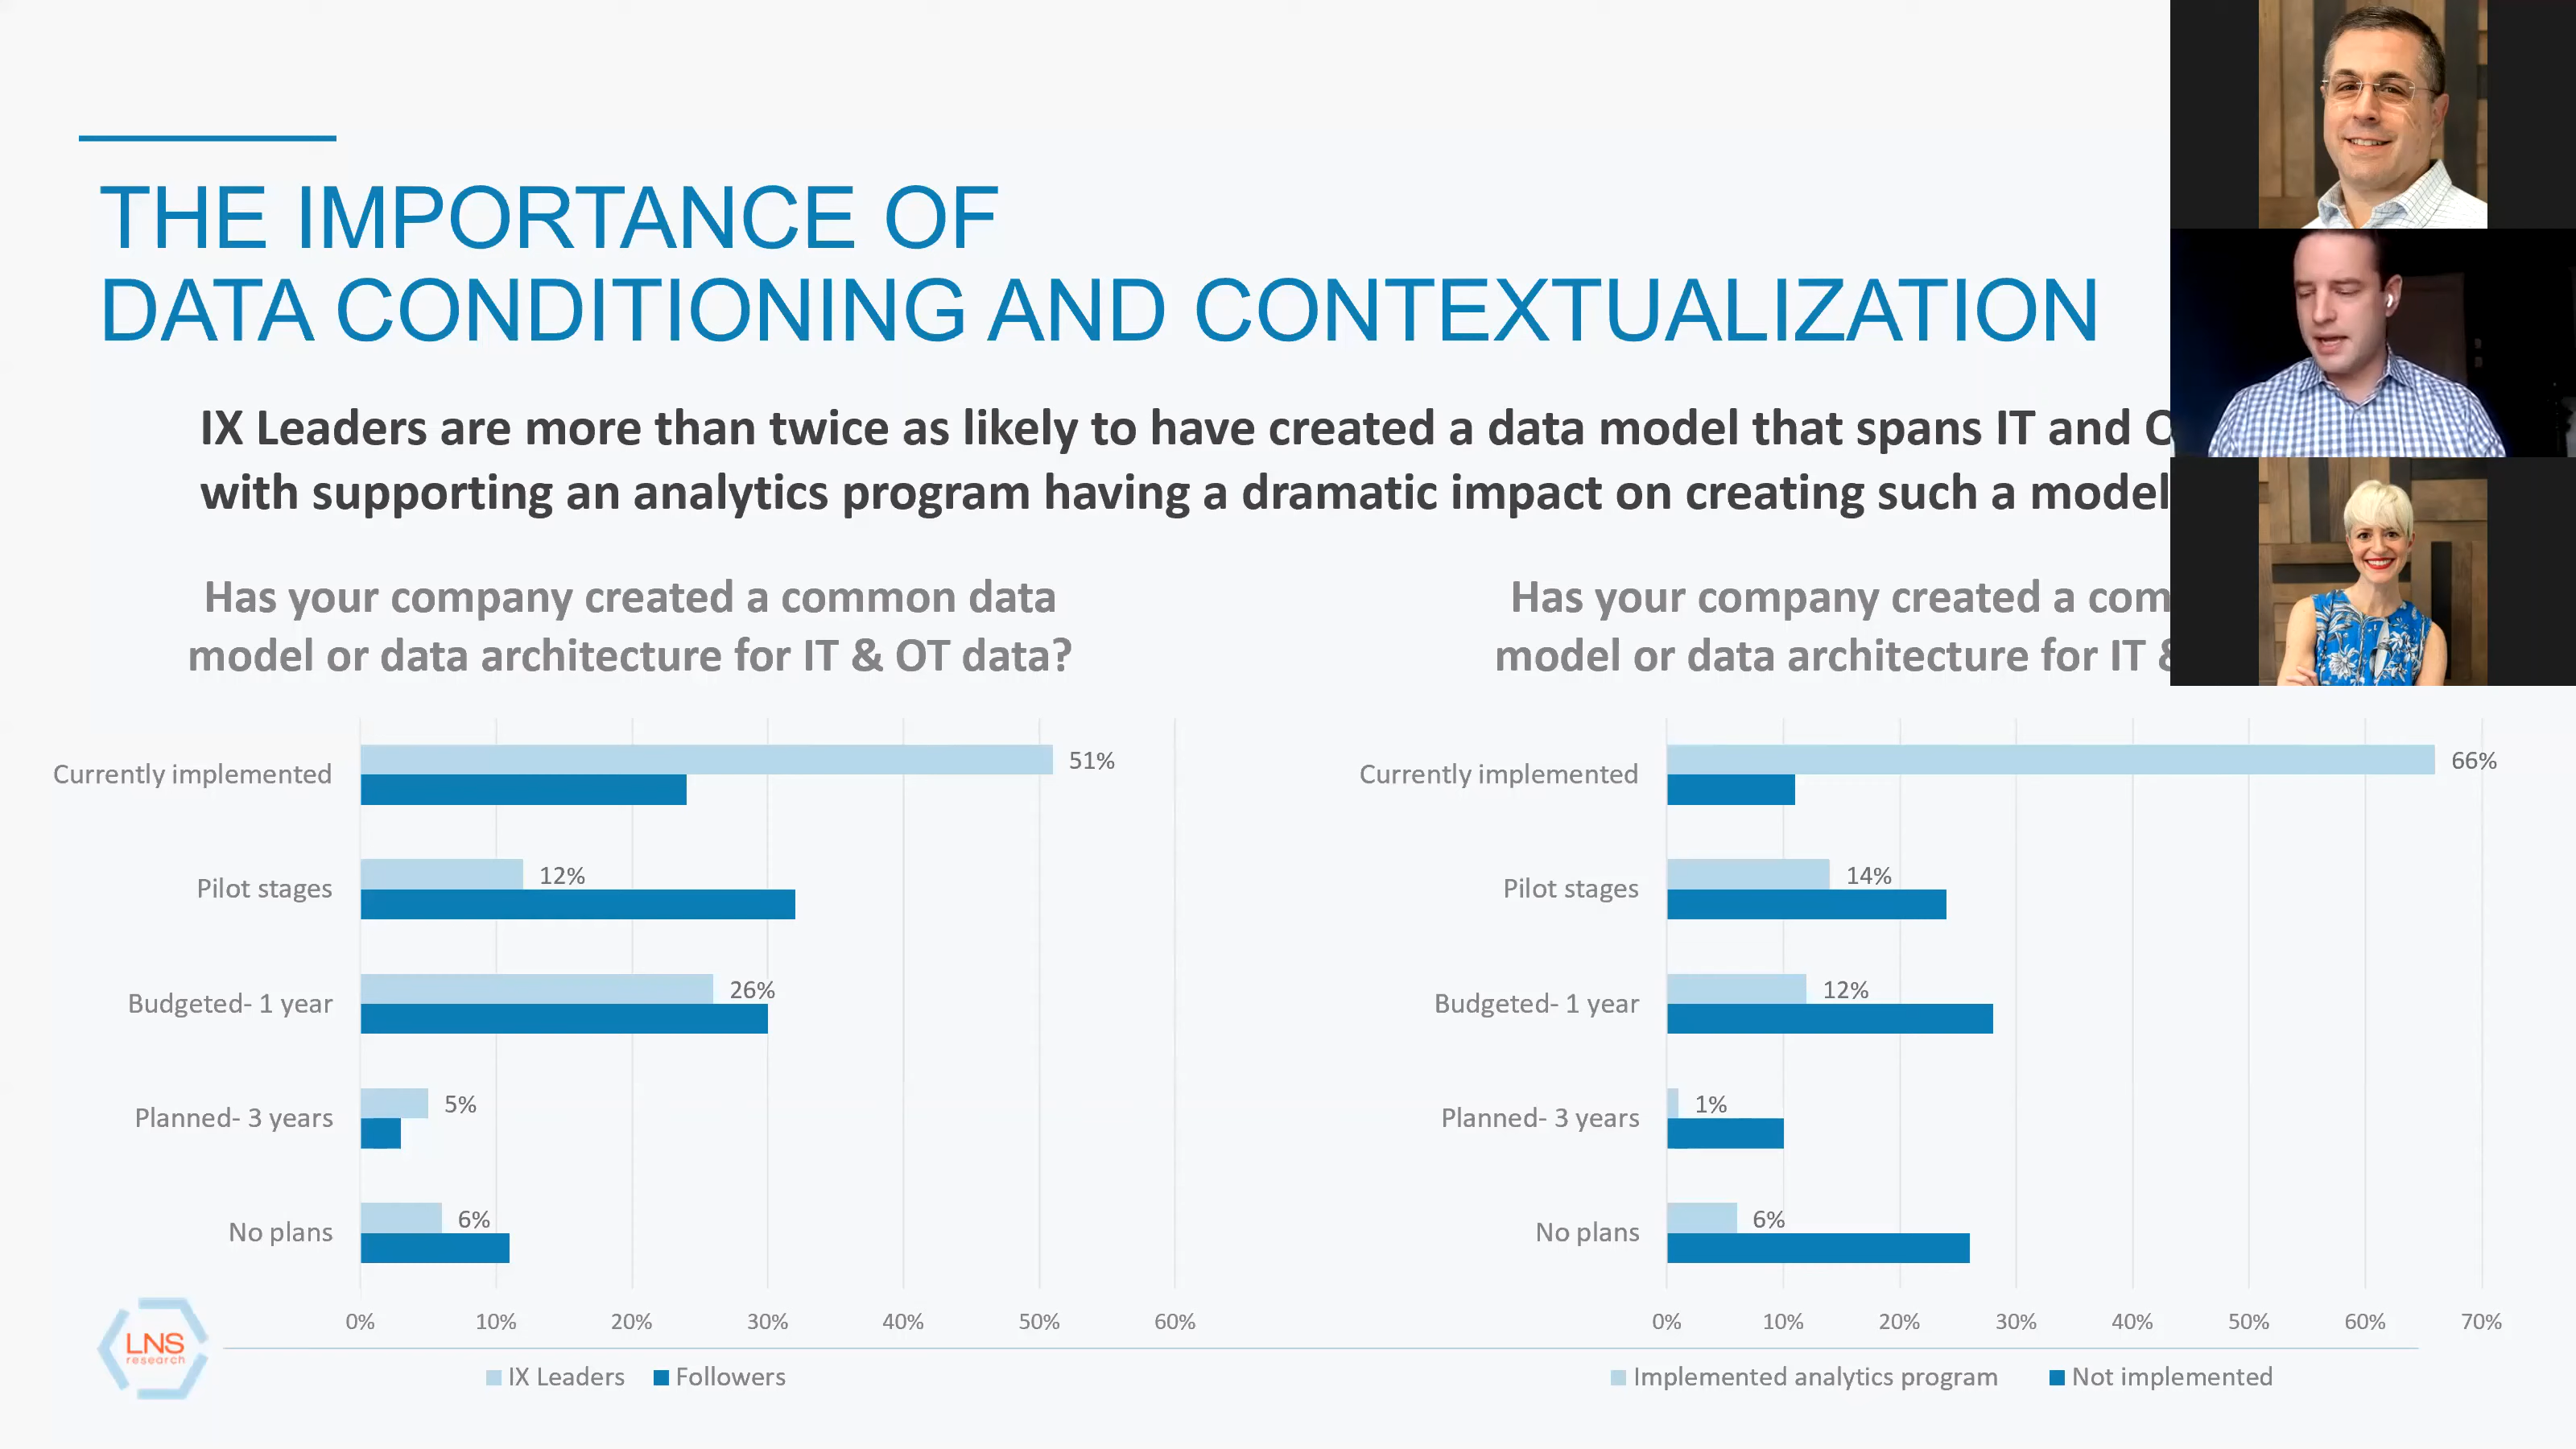 THE IMPORTANCE OF
DATA CONDITIONING AND CONTEXTUALIZATION
IX Leaders are more than twice as likely to have created a data model that spans IT and
with supporting an analytics program having a dramatic impact on creating such a model
Has your company created a common data
model or data architecture for IT & OT data?
Currently implemented
51%
Pilot stages
12%
Budgeted- 1 year
26%
Planned- 3 years
5%
No plans
6%
0% 10% 20% 30% 40% 50% 60%
IX Leaders Followers
Has your company created a
model or data architecture for IT
Currently implemented
66%
Pilot stages
14%
Budgeted- 1 year
12%
Planned- 3 years
1%
No plans
6%
0% 10% 20% 30% 40% 50% 60% 70%
Implemented analytics program Not implemented
LNS
research